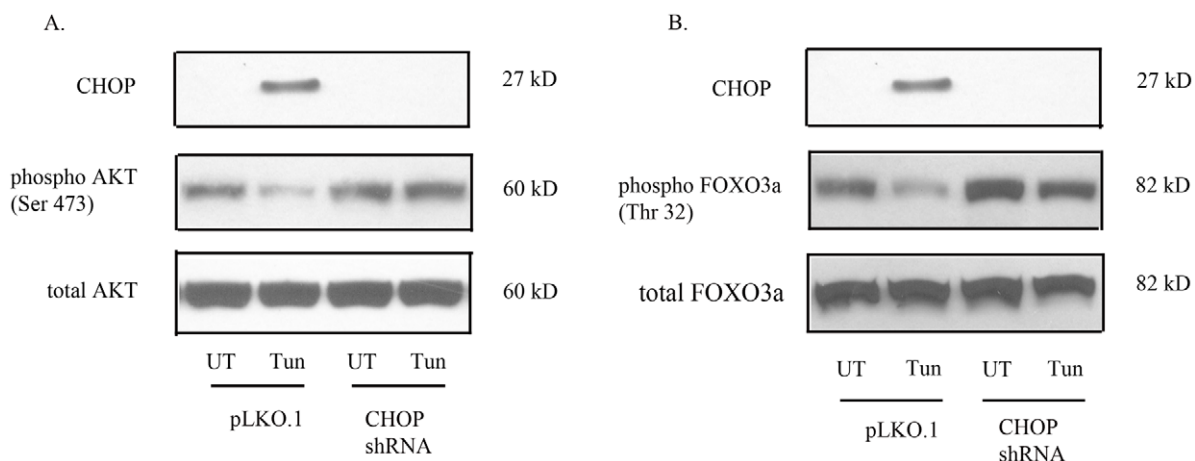 A.
CHOP
27 kD
phospho AKT
(Ser 473)
60 kD
total AKT
60 kD
UT Tun UT Tun
pLKO.1
CHOP
shRNA
B.
CHOP
27 kD
phospho FOXO3a
(Thr 32)
82 kD
total FOXO3a
82 kD
UT Tun UT Tun
pLKO.1
CHOP
shRNA